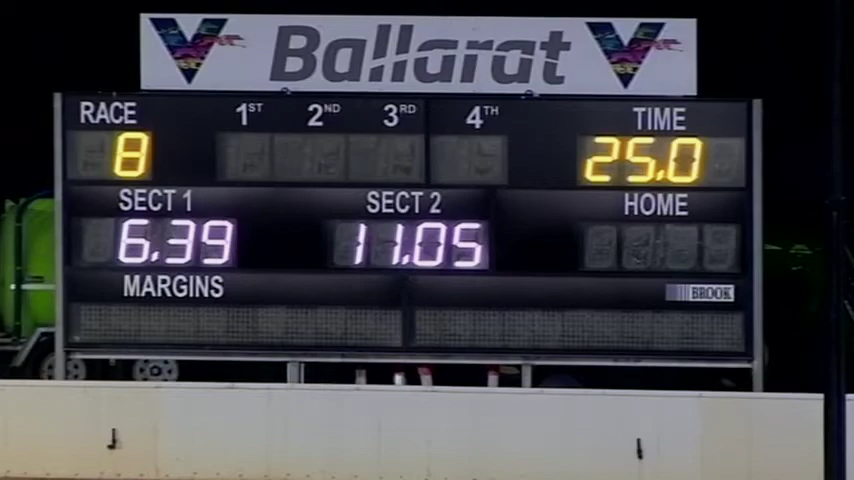 Ballarat
RACE 1ST 2ND 3RD 4TH TIME
8 25.0
SECT 1 SECT 2 HOME
6.39 11.05
MARGINS
BROOK